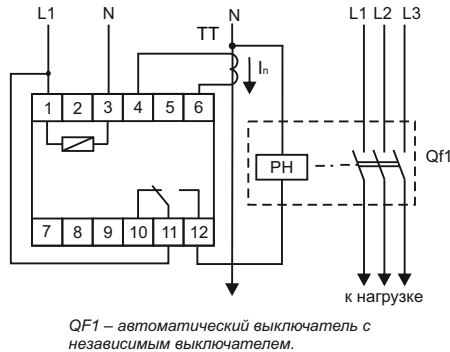 L1 N TT N L1 L2 L3
Iₙ
1 2 3 4 5 6
Qf1
PH
7 8 9 10 11 12
к нагрузке
QF1 – автоматический выключатель с
независимым выключателем.